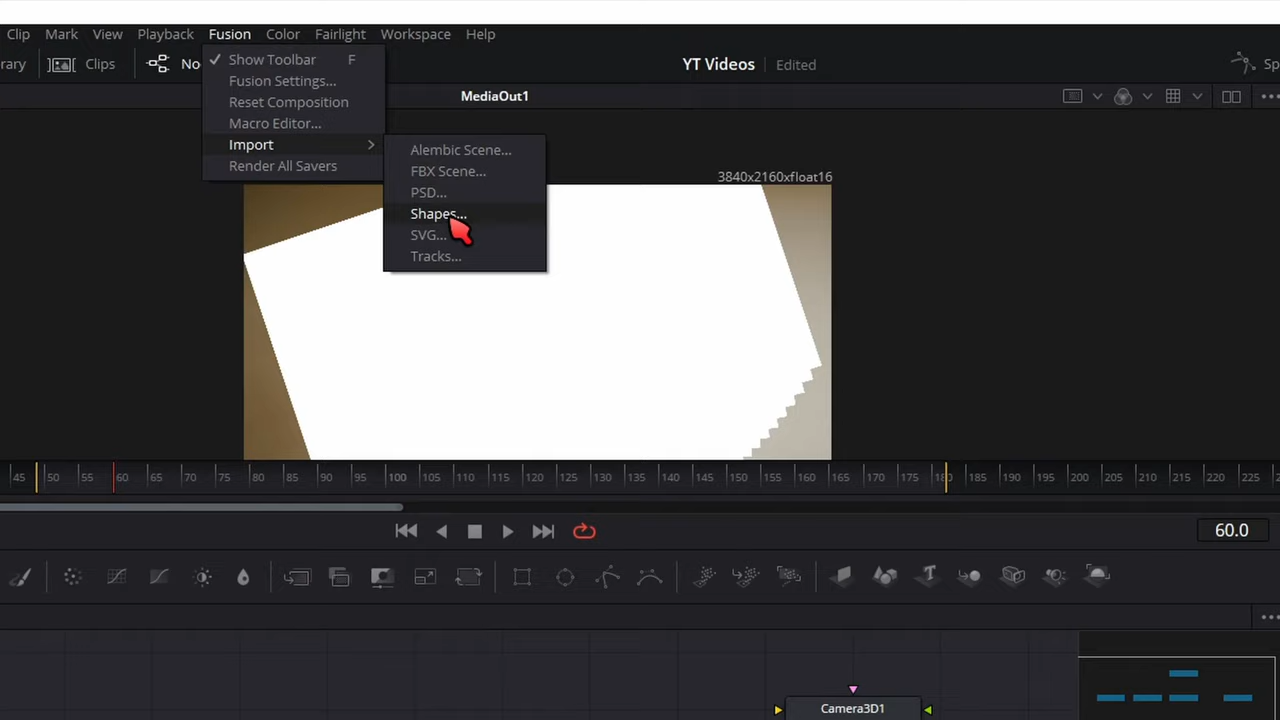 Clip Mark View Playback Fusion Color Fairlight Workspace Help
rary Clips No YT Videos Edited Sp
Show Toolbar F
Fusion Settings...
Reset Composition
Macro Editor...
Import
Render All Savers
MediaOut1
Alembic Scene...
FBX Scene...
PSD...
Shapes...
SVG...
Tracks...
3840x2160xfloat16
45 50 55 60 65 70 75 80 85 90 95 100 105 110 115 120 125 130 135 140 145 150 155 160 165 170 175 180 185 190 195 200 205 210 215 220 225
60.0
Camera3D1